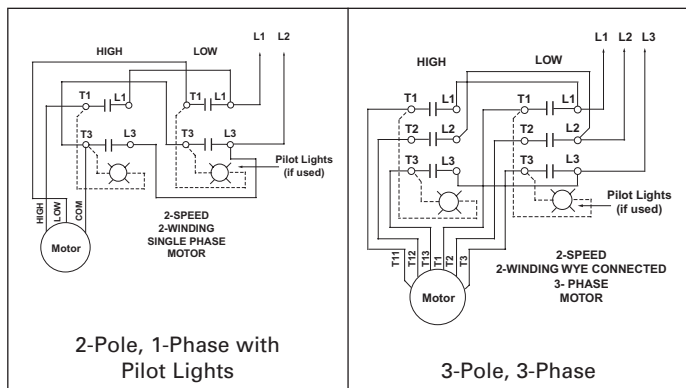 L1 L2
HIGH LOW
T1 L1 T1 L1
T3 L3 T3 L3
Pilot Lights
(if used)
HIGH
LOW
COM
Motor
2-SPEED
2-WINDING
SINGLE PHASE
MOTOR
2-Pole, 1-Phase with
Pilot Lights
L1 L2 L3
HIGH LOW
T1 L1 T1 L1
T2 L2 T2 L2
T3 L3 T3 L3
Pilot Lights
(if used)
T11
T12
T13
T1
T2
T3
Motor
2-SPEED
2-WINDING WYE CONNECTED
3- PHASE
MOTOR
3-Pole, 3-Phase